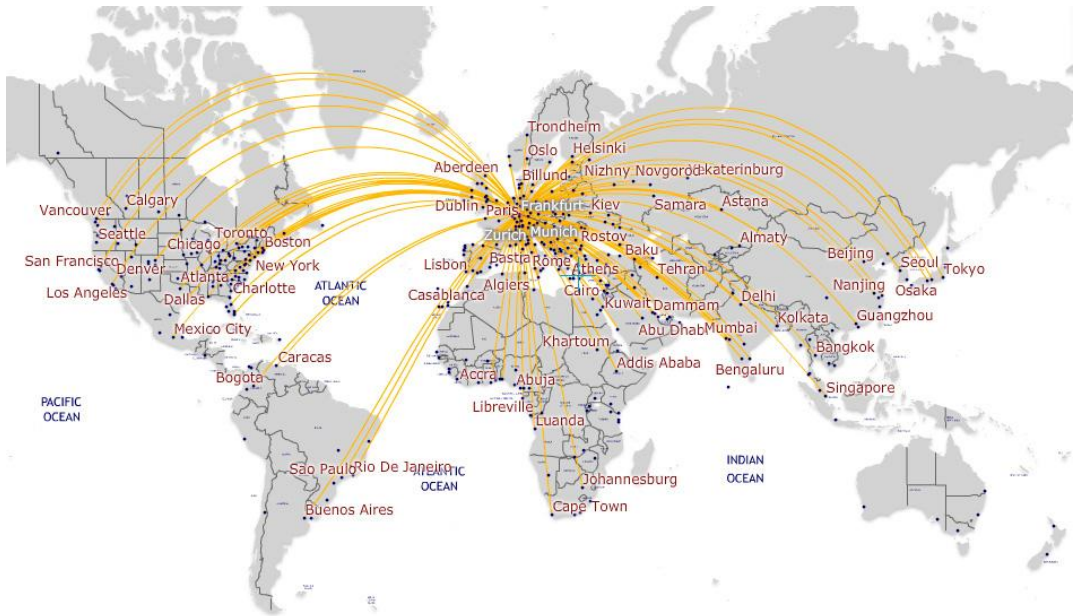 Trondheim
Oslo
Helsinki
Aberdeen
Billund
Nizhny Novgorod
Yekaterinburg
Vancouver
Calgary
Dublin
Paris
Frankfurt
Kiev
Samara
Astana
Seattle
Chicago
Toronto
Boston
Zurich
Munich
Rostov
Almaty
Beijing
San Francisco
Denver
Atlanta
New York
Lisbon
Bastia
Rome
Athens
Baku
Tehran
Seoul
Tokyo
Los Angeles
Dallas
Charlotte
ATLANTIC
OCEAN
Casablanca
Algiers
Cairo
Kuwait
Dammam
Delhi
Nanjing
Osaka
Mexico City
Abu Dhabi
Mumbai
Kolkata
Guangzhou
Caracas
Khartoum
Bangkok
Bogota
Accra
Abuja
Addis Ababa
Bengaluru
Singapore
PACIFIC
OCEAN
Libreville
Luanda
Sao Paulo
Rio De Janeiro
ATLANTIC
OCEAN
INDIAN
OCEAN
Johannesburg
Buenos Aires
Cape Town